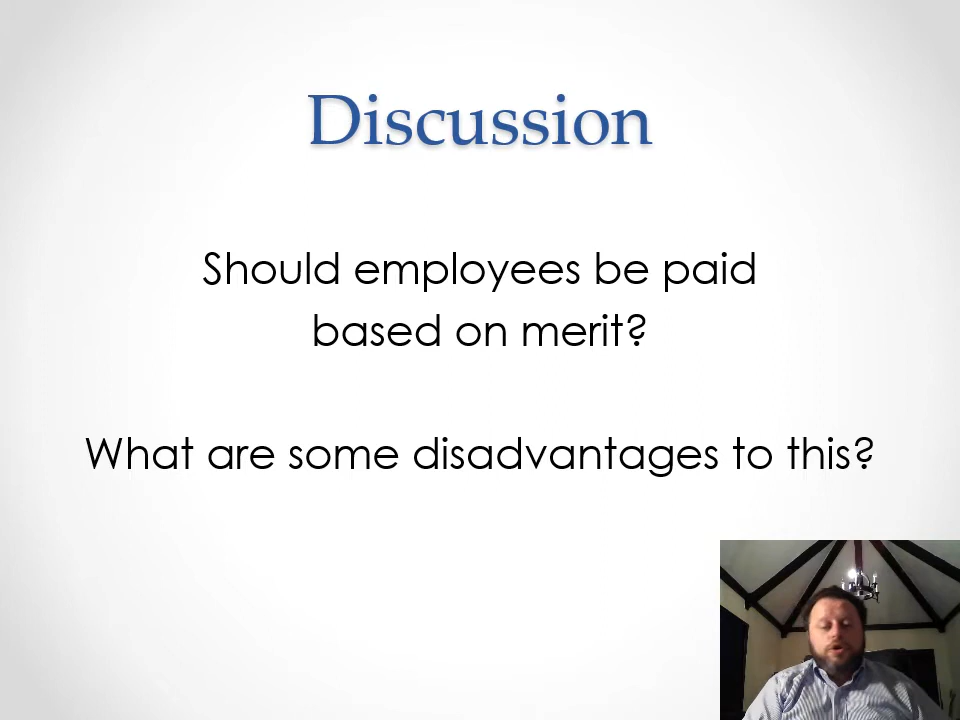 Discussion
Should employees be paid
based on merit?
What are some disadvantages to this?